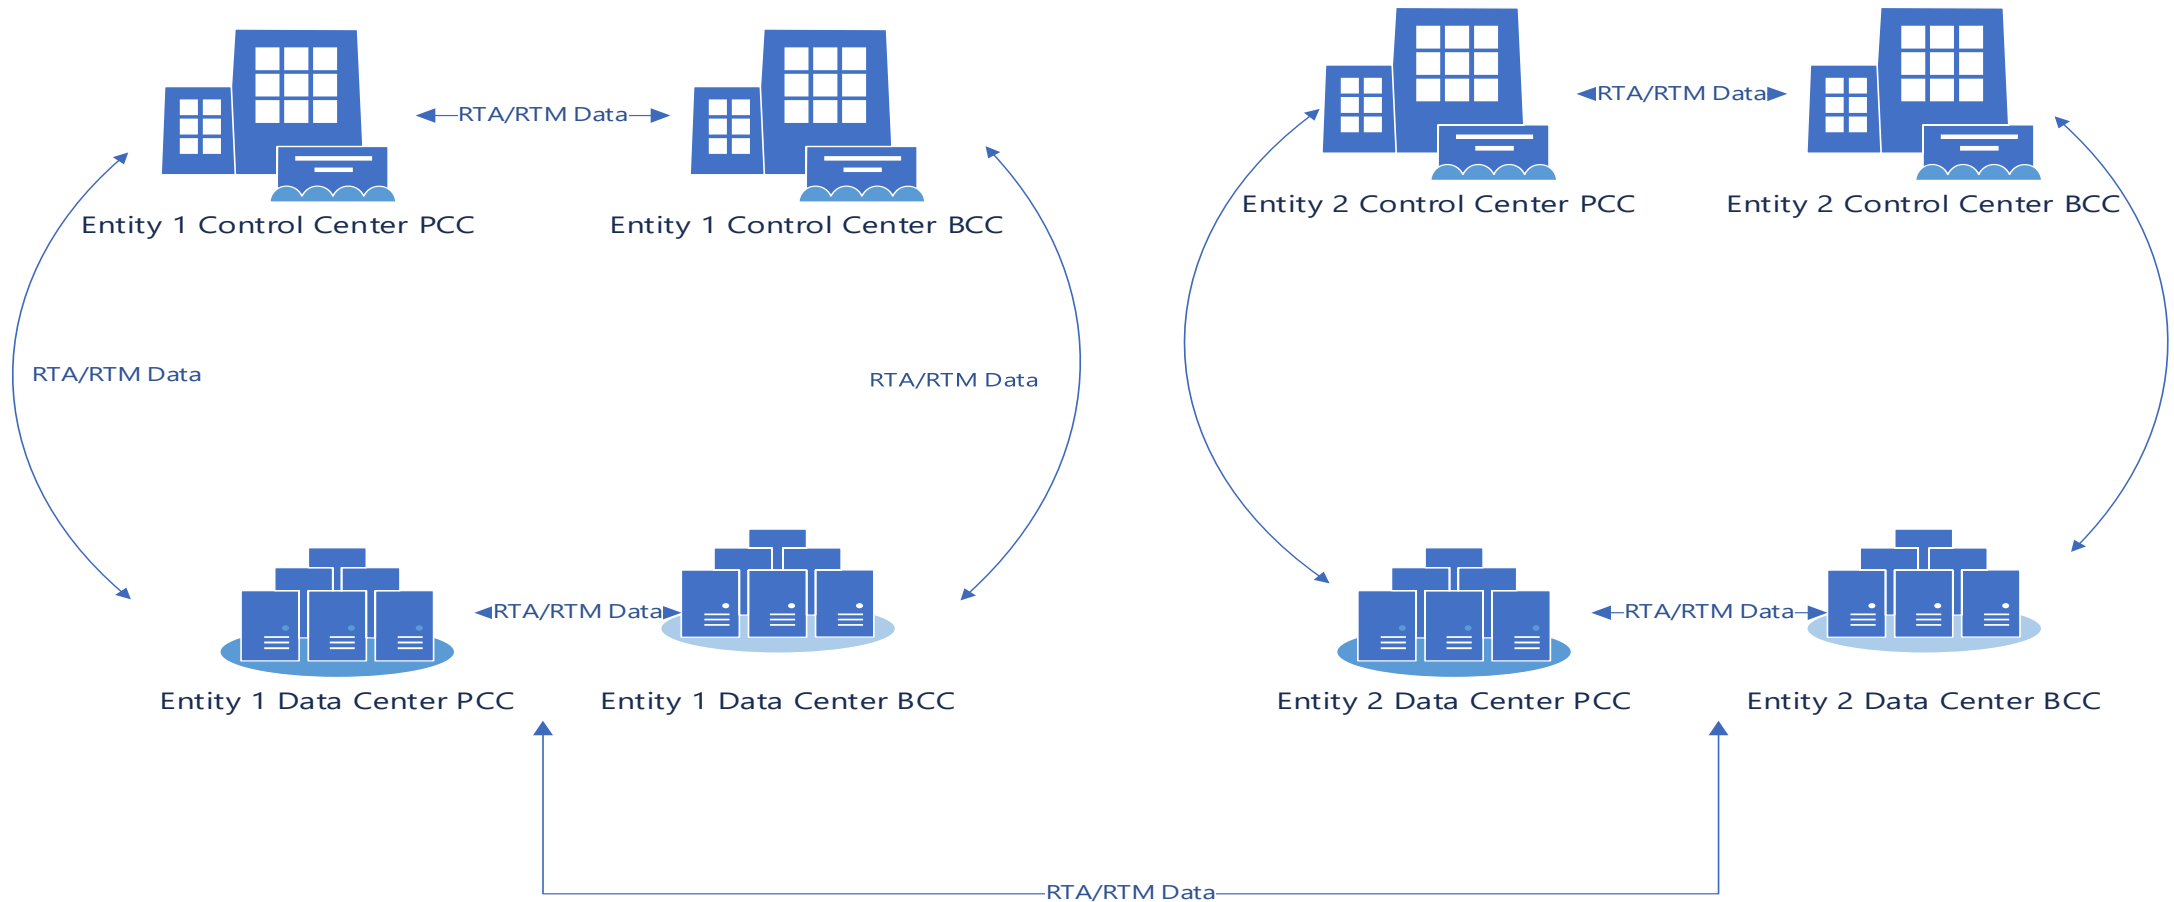 RTA/RTM Data
RTA/RTM Data
Entity 1 Control Center PCC
Entity 1 Control Center BCC
Entity 2 Control Center PCC
Entity 2 Control Center BCC
RTA/RTM Data
RTA/RTM Data
RTA/RTM Data
RTA/RTM Data
Entity 1 Data Center PCC
Entity 1 Data Center BCC
Entity 2 Data Center PCC
Entity 2 Data Center BCC
RTA/RTM Data